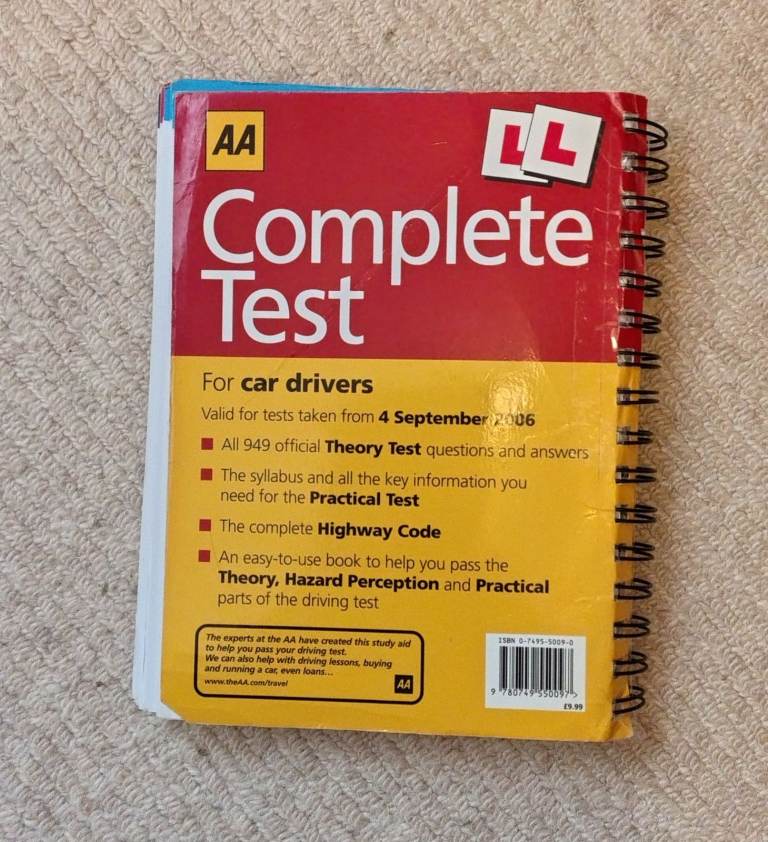 AA
L L
Complete
Test
For car drivers
Valid for tests taken from 4 September 2006
All 949 official Theory Test questions and answers
The syllabus and all the key information you
need for the Practical Test
The complete Highway Code
An easy-to-use book to help you pass the
Theory, Hazard Perception and Practical
parts of the driving test
The experts at the AA have created this study aid
to help you pass your driving test.
We can also help with driving lessons, buying
and running a car, even loans...
www.theAA.com/travel
AA
ISBN 0-7495-5009-0
9 780749 550097 >
£9.99